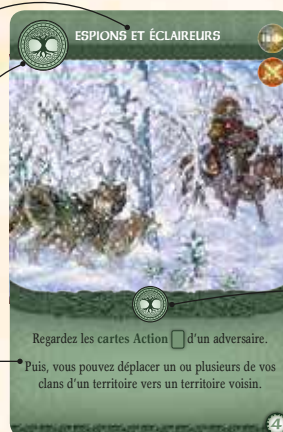 ESPIONS ET ÉCLAIREURS
Regardez les cartes Action d'un adversaire.
Puis, vous pouvez déplacer un ou plusieurs de vos
clans d'un territoire vers un territoire voisin.
4